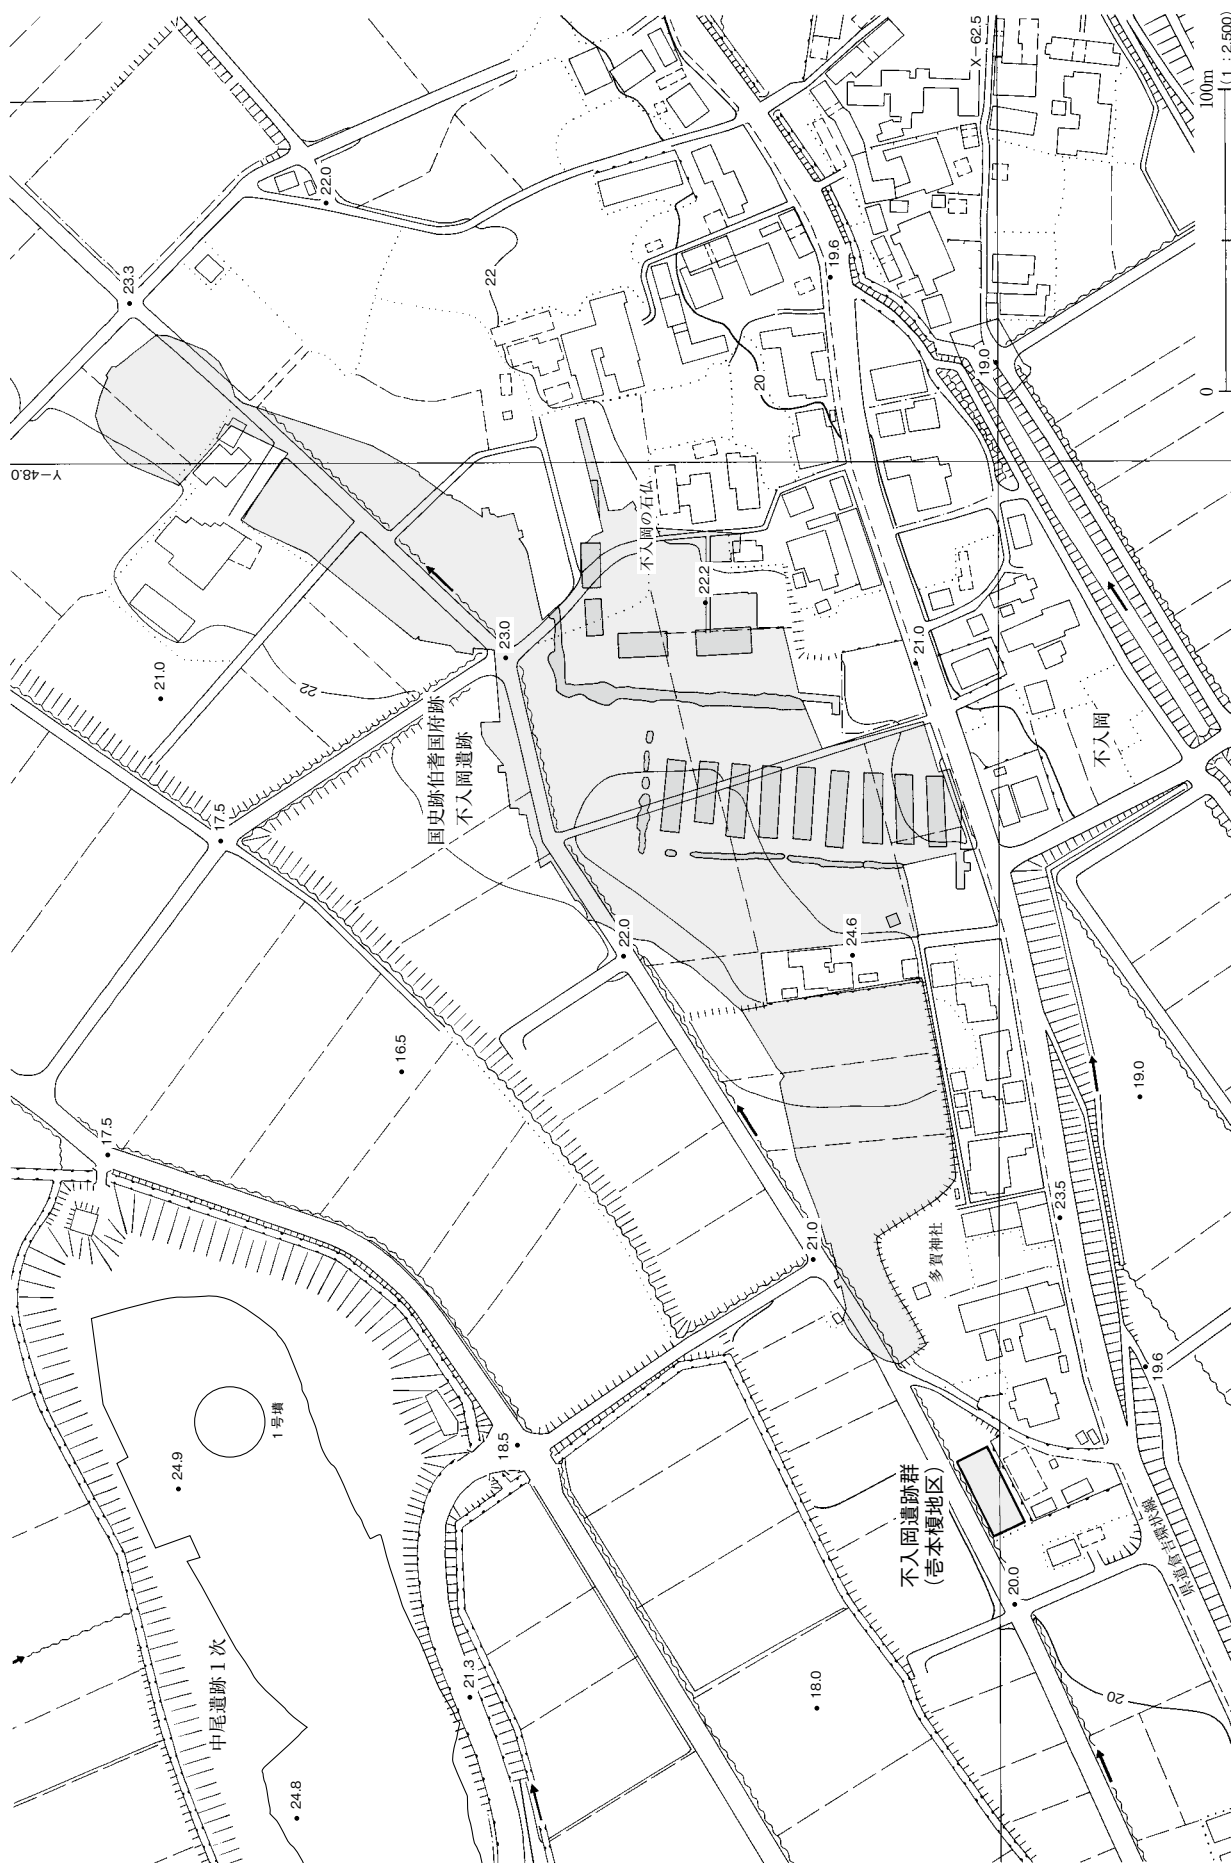 中尾遺跡1次
1号墳
24.9
24.8
21.3
18.5
17.5
17.5
16.5
18.0
21.0
22
22.0
23.3
Y-48.0
国史跡伯耆国府跡
不入岡遺跡
23.0
22.0
21.0
22
22.0
不入岡の石仏
22.2
24.6
21.0
20
19.6
19.0
X-62.5
不入岡
多賀神社
23.5
19.0
19.6
不入岡遺跡群
(壱本榎地区)
20.0
20
県道倉吉環状線
0
100m
(1:2,500)